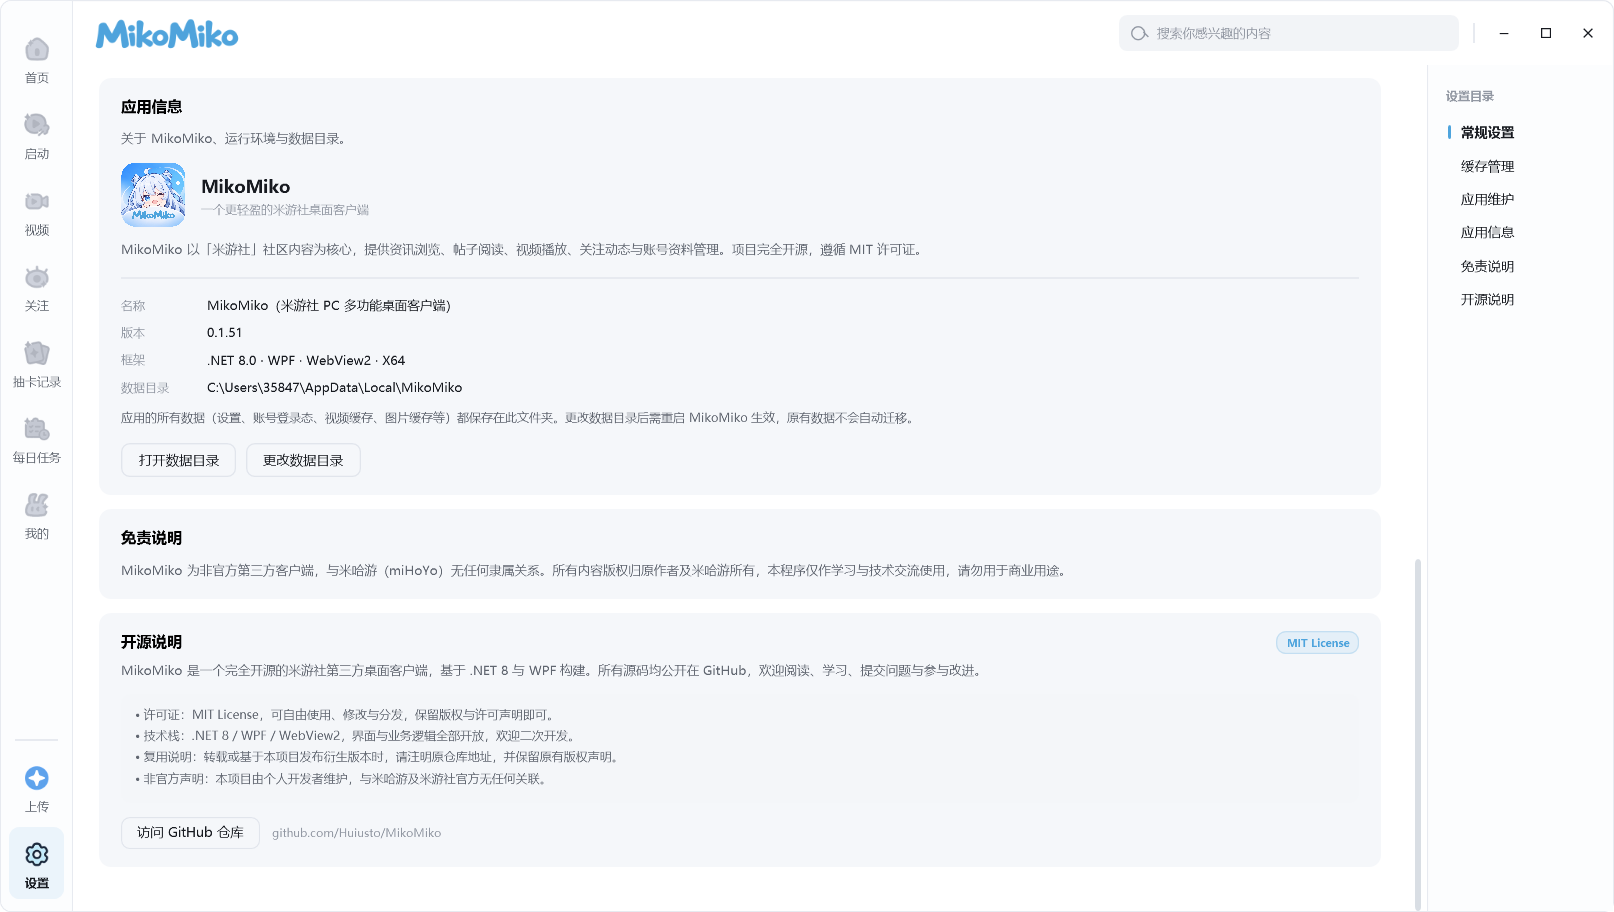 MikoMiko
搜索你感兴趣的内容
首页
启动
视频
关注
抽卡记录
每日任务
我的
上传
设置
应用信息
关于 MikoMiko、运行环境与数据目录。
MikoMiko
MikoMiko
一个更轻盈的米游社桌面客户端
MikoMiko 以「米游社」社区内容为核心，提供资讯浏览、帖子阅读、视频播放、关注动态与账号资料管理。项目完全开源，遵循 MIT 许可证。
名称 MikoMiko（米游社 PC 多功能桌面客户端）
版本 0.1.51
框架 .NET 8.0 · WPF · WebView2 · X64
数据目录 C:\Users\35847\AppData\Local\MikoMiko
应用的所有数据（设置、账号登录态、视频缓存、图片缓存等）都保存在此文件夹。更改数据目录后需重启 MikoMiko 生效，原有数据不会自动迁移。
打开数据目录 更改数据目录
免责说明
MikoMiko 为非官方第三方客户端，与米哈游（miHoYo）无任何隶属关系。所有内容版权归原作者及米哈游所有，本程序仅作学习与技术交流使用，请勿用于商业用途。
开源说明 MIT License
MikoMiko 是一个完全开源的米游社第三方桌面客户端，基于 .NET 8 与 WPF 构建。所有源码均公开在 GitHub，欢迎阅读、学习、提交问题与参与改进。
• 许可证：MIT License，可自由使用、修改与分发，保留版权与许可声明即可。
• 技术栈：.NET 8 / WPF / WebView2，界面与业务逻辑全部开放，欢迎二次开发。
• 复用说明：转载或基于本项目发布衍生版本时，请注明原仓库地址，并保留原有版权声明。
• 非官方声明：本项目由个人开发者维护，与米哈游及米游社官方无任何关联。
访问 GitHub 仓库 github.com/Huiusto/MikoMiko
设置目录
常规设置
缓存管理
应用维护
应用信息
免责说明
开源说明